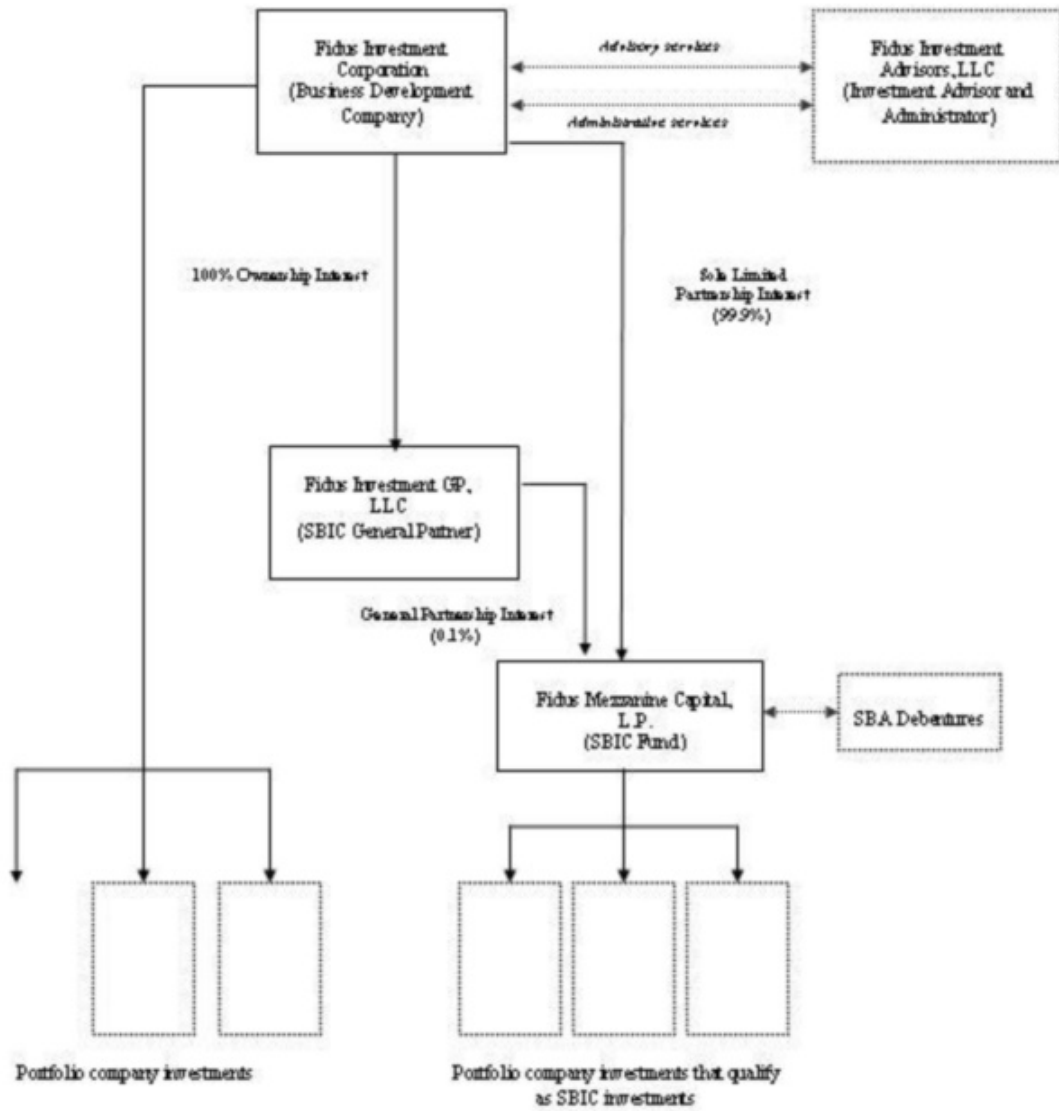 Fidus Investment
Corporation
(Business Development
Company)
Advisory services
Administrative services
Fidus Investment
Advisors, LLC
(Investment Advisor and
Administrator)
100% Ownership Interest
Sole Limited
Partnership Interest
(99.9%)
Fidus Investment GP,
LLC
(SBIC General Partner)
General Partnership Interest
(0.1%)
Fidus Mezzanine Capital,
L.P.
(SBIC Fund)
SBA Debentures
Portfolio company investments
Portfolio company investments that qualify
as SBIC investments